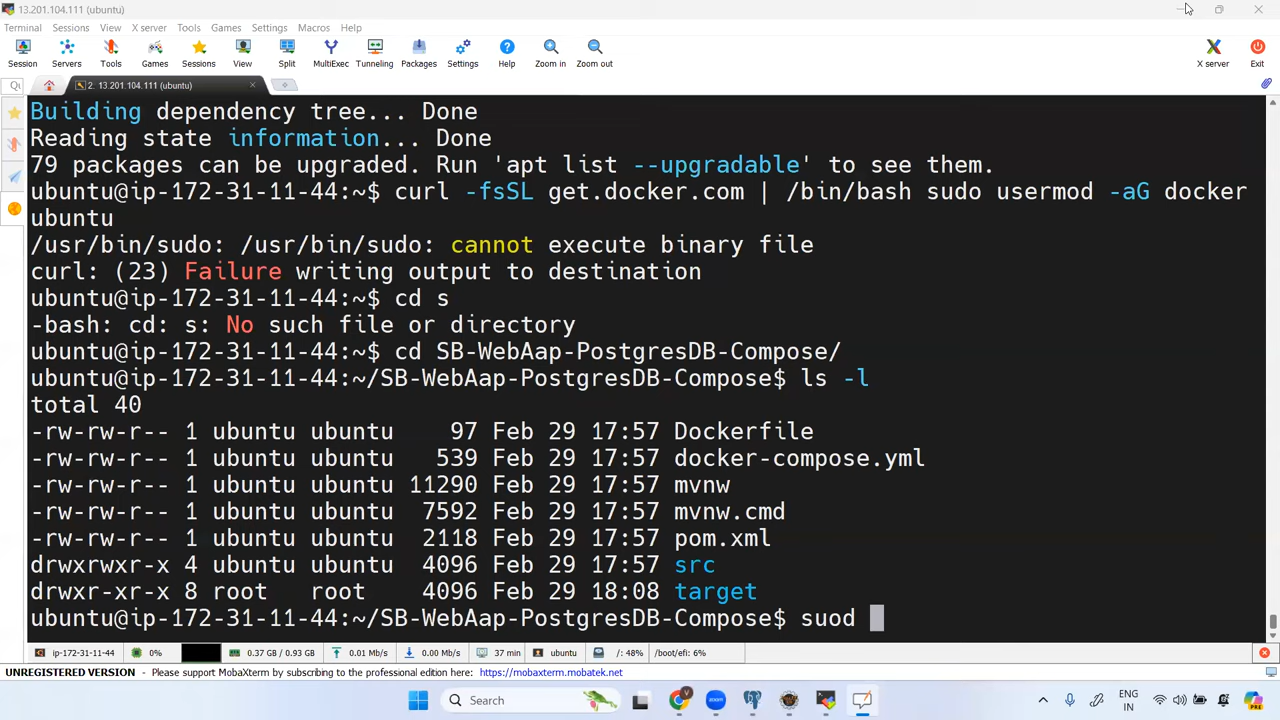 13.201.104.111 (ubuntu)
Terminal Sessions View X server Tools Games Settings Macros Help
Session Servers Tools Games Sessions View Split MultiExec Tunneling Packages Settings Help Zoom in Zoom out X server Exit
2: 13.201.104.111 (ubuntu)
Building dependency tree... Done
Reading state information... Done
79 packages can be upgraded. Run 'apt list --upgradable' to see them.
ubuntu@ip-172-31-11-44:~$ curl -fsSL get.docker.com | /bin/bash sudo usermod -aG docker
ubuntu
/usr/bin/sudo: /usr/bin/sudo: cannot execute binary file
curl: (23) Failure writing output to destination
ubuntu@ip-172-31-11-44:~$ cd s
-bash: cd: s: No such file or directory
ubuntu@ip-172-31-11-44:~$ cd SB-WebAap-PostgresDB-Compose/
ubuntu@ip-172-31-11-44:~/SB-WebAap-PostgresDB-Compose$ ls -l
total 40
-rw-rw-r-- 1 ubuntu ubuntu 97 Feb 29 17:57 Dockerfile
-rw-rw-r-- 1 ubuntu ubuntu 539 Feb 29 17:57 docker-compose.yml
-rw-rw-r-- 1 ubuntu ubuntu 11290 Feb 29 17:57 mvnw
-rw-rw-r-- 1 ubuntu ubuntu 7592 Feb 29 17:57 mvnw.cmd
-rw-rw-r-- 1 ubuntu ubuntu 2118 Feb 29 17:57 pom.xml
drwxrwxr-x 4 ubuntu ubuntu 4096 Feb 29 17:57 src
drwxr-xr-x 8 root root 4096 Feb 29 18:08 target
ubuntu@ip-172-31-11-44:~/SB-WebAap-PostgresDB-Compose$ suod
ip-172-31-11-44 0% 0.37 GB / 0.93 GB 0.01 Mb/s 0.00 Mb/s 37 min ubuntu /: 48% /boot/efi: 6%
UNREGISTERED VERSION - Please support MobaXterm by subscribing to the professional edition here: https://mobaxterm.mobatek.net
Search ENG
IN